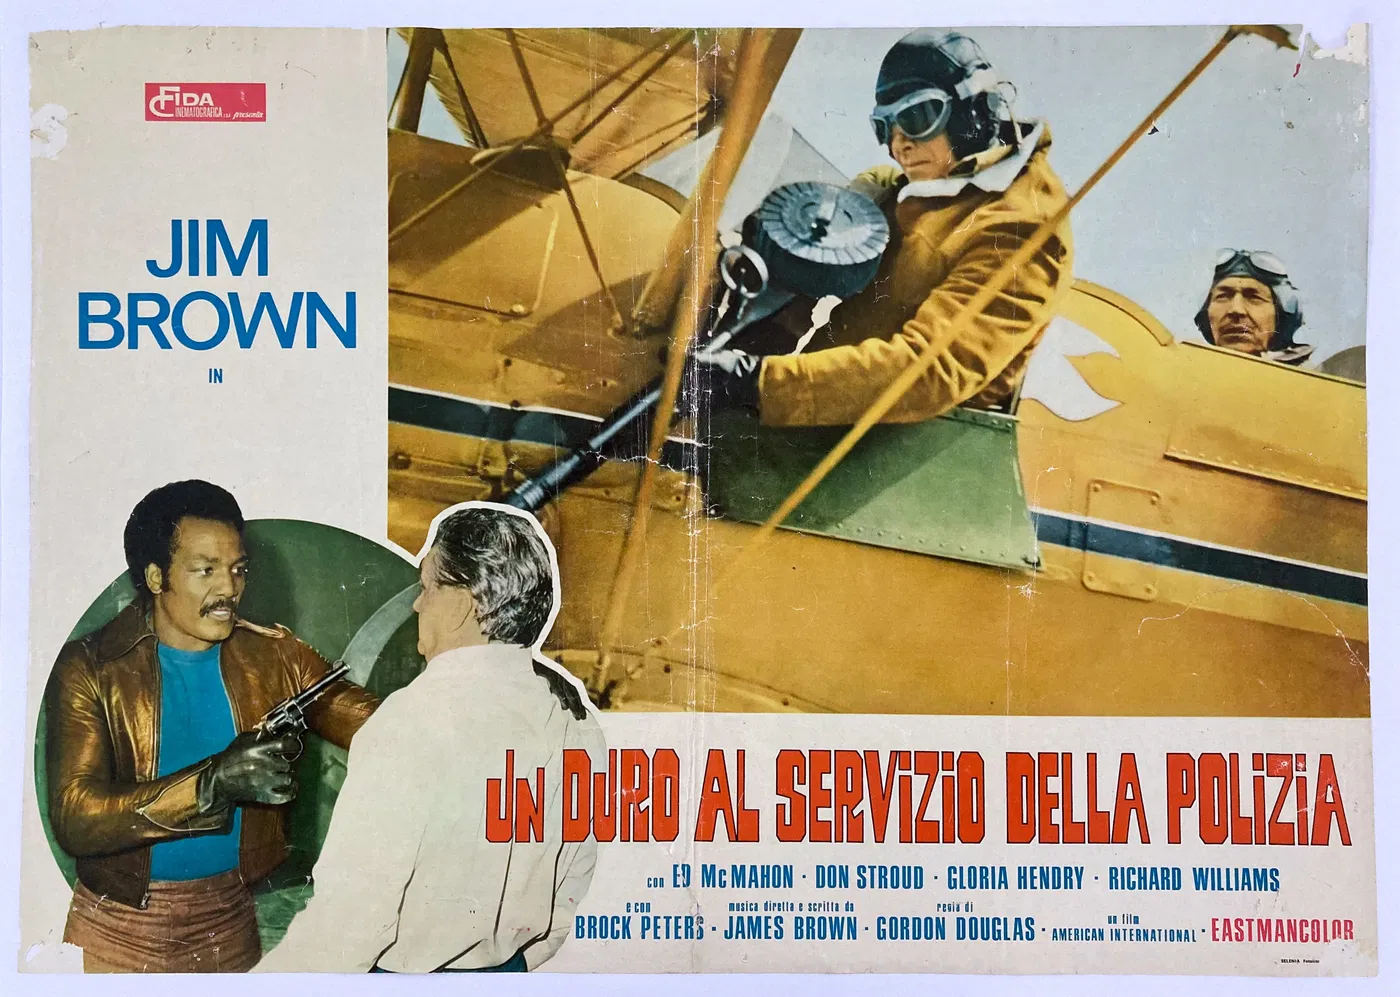 FIDA
CINEMATOGRAFICA s.r.l. presenta
JIM
BROWN
IN
UN DURO AL SERVIZIO DELLA POLIZIA
con ED McMAHON · DON STROUD · GLORIA HENDRY · RICHARD WILLIAMS
e con BROCK PETERS · musica diretta e scritta da JAMES BROWN · regia di GORDON DOUGLAS · un film AMERICAN INTERNATIONAL · EASTMANCOLOR
SELENIA